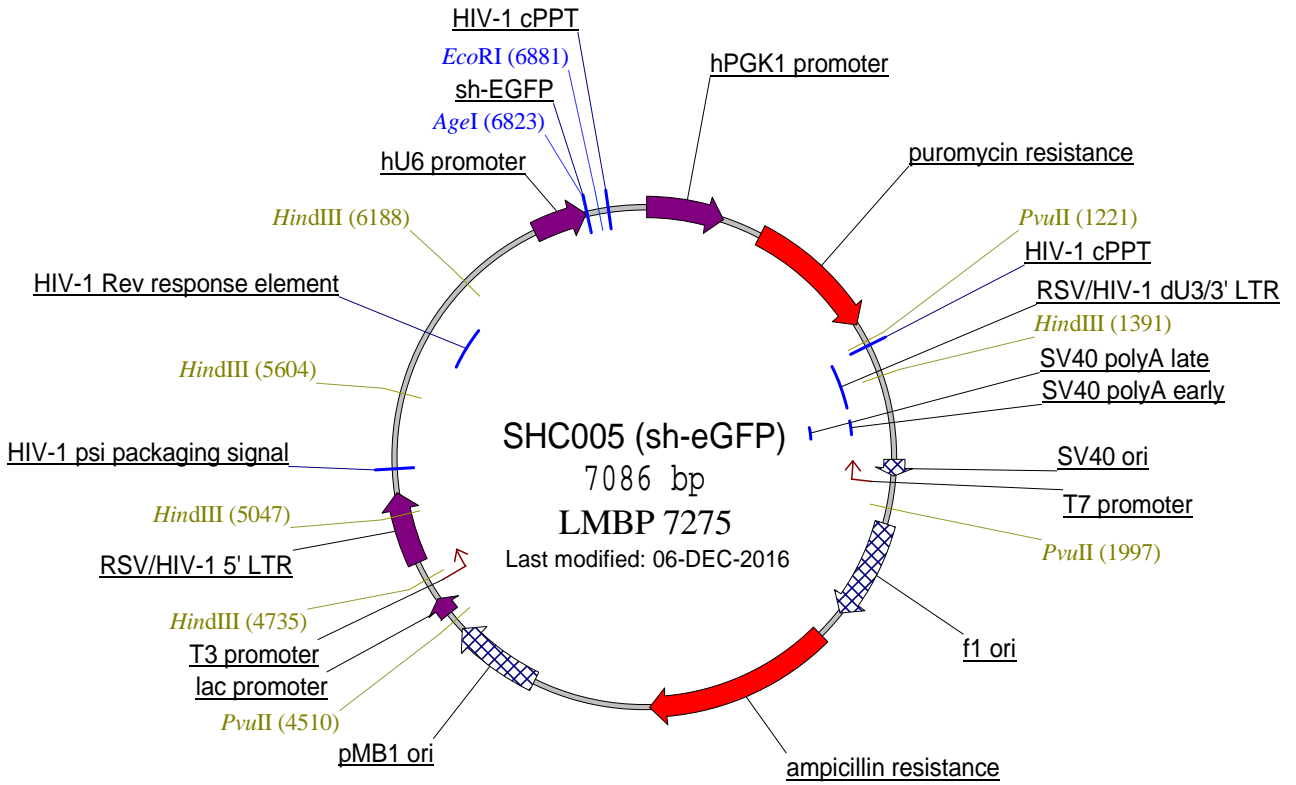 HIV-1 cPPT
EcoRI (6881)
hPGK1 promoter
sh-EGFP
AgeI (6823)
puromycin resistance
hU6 promoter
HindIII (6188)
PvuII (1221)
HIV-1 cPPT
HIV-1 Rev response element
RSV/HIV-1 dU3/3' LTR
HindIII (1391)
SV40 polyA late
HindIII (5604)
SV40 polyA early
SHC005 (sh-eGFP)
7086 bp
LMBP 7275
Last modified: 06-DEC-2016
HIV-1 psi packaging signal
SV40 ori
T7 promoter
HindIII (5047)
PvuII (1997)
RSV/HIV-1 5' LTR
HindIII (4735)
T3 promoter
f1 ori
lac promoter
PvuII (4510)
pMB1 ori
ampicillin resistance